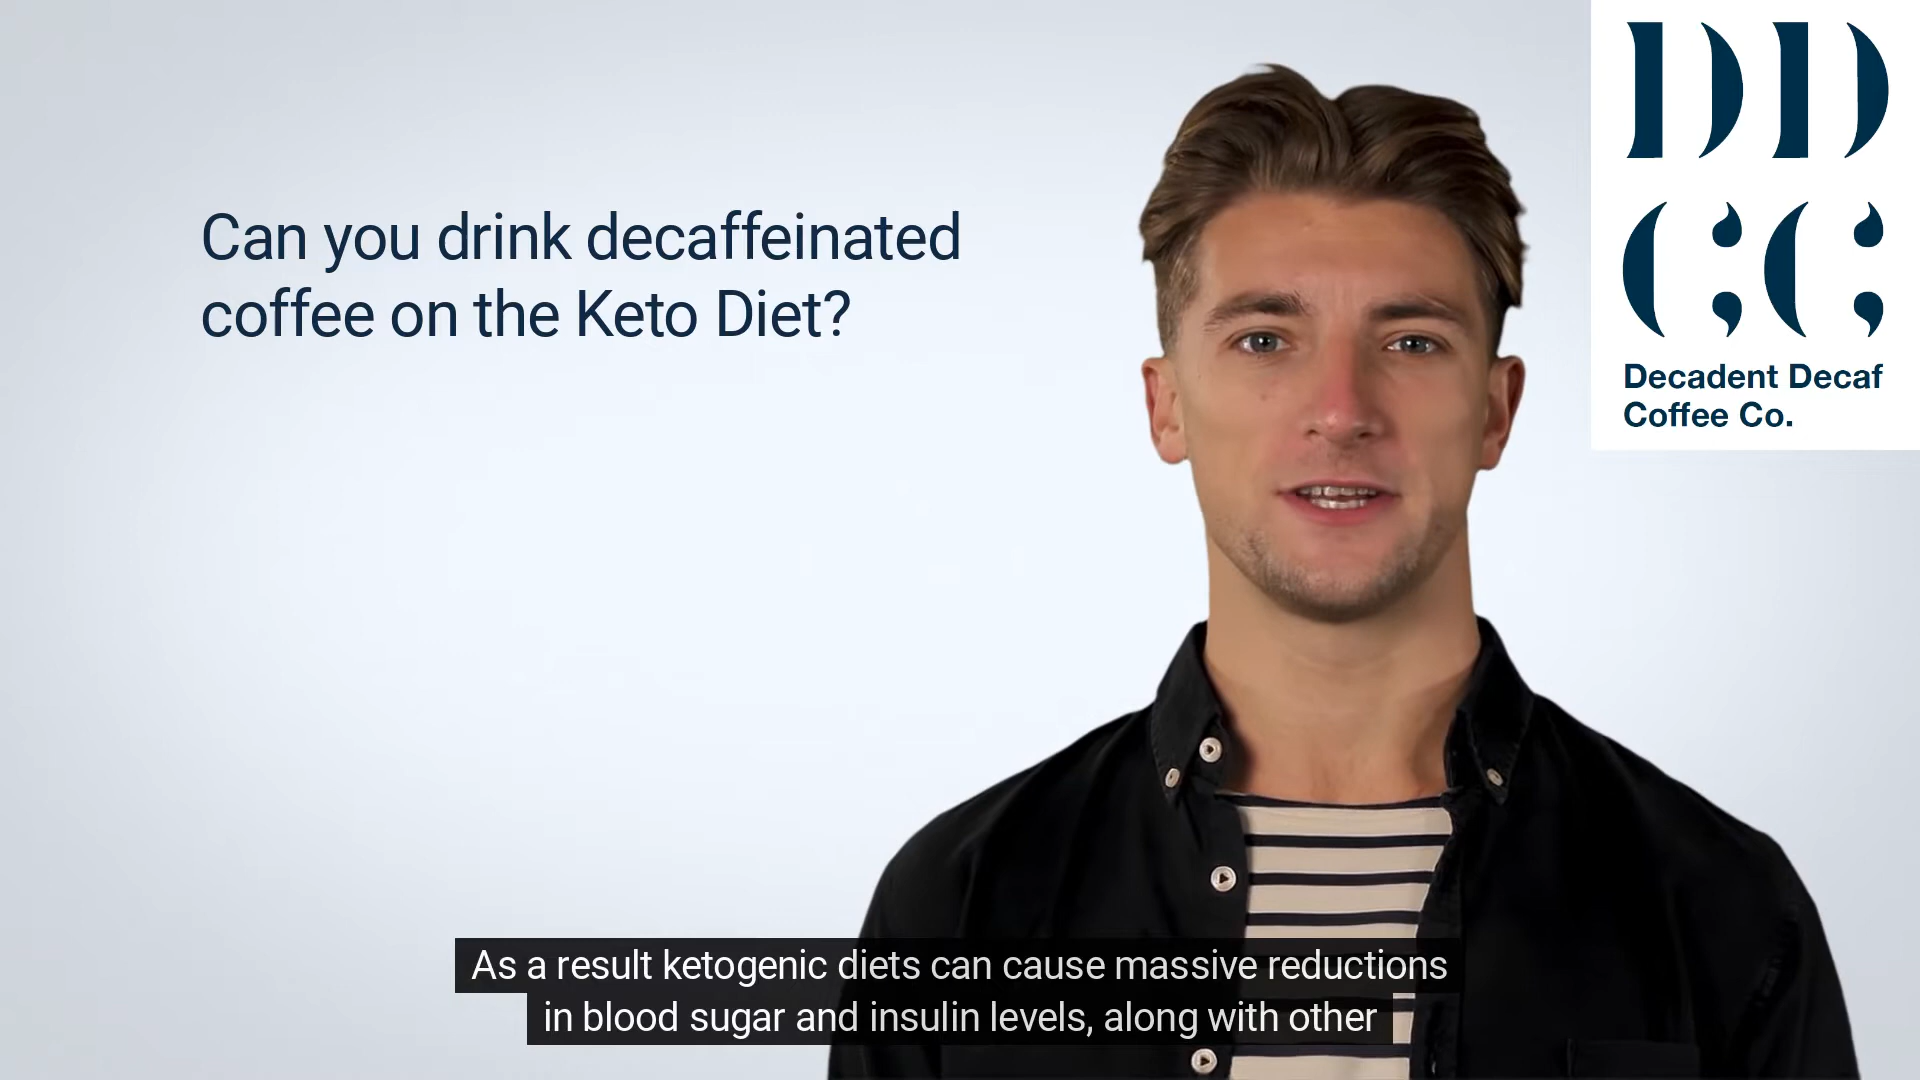 Can you drink decaffeinated
coffee on the Keto Diet?
DD
CC
Decadent Decaf
Coffee Co.
As a result ketogenic diets can cause massive reductions
in blood sugar and insulin levels, along with other